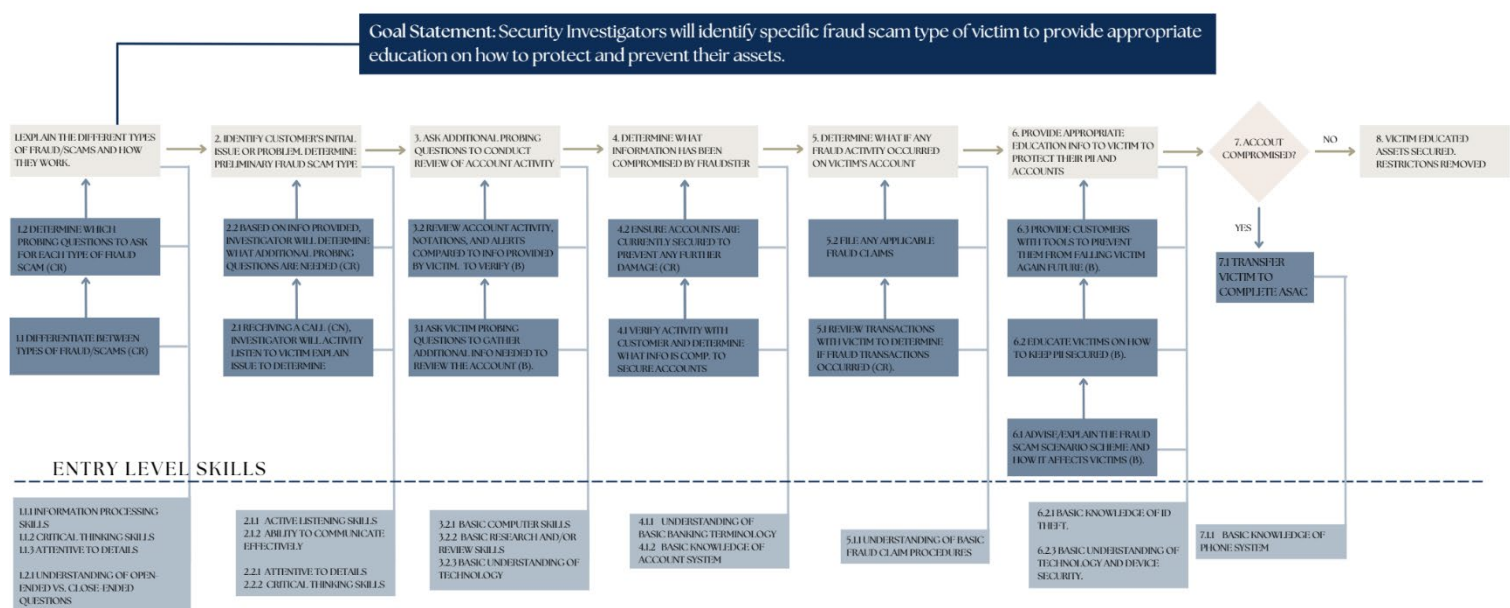 Goal Statement: Security Investigators will identify specific fraud scam type of victim to provide appropriate
education on how to protect and prevent their assets.
1.EXPLAIN THE DIFFERENT TYPES
OF FRAUD/SCAMS AND HOW
THEY WORK.
2. IDENTIFY CUSTOMER'S INITIAL
ISSUE OR PROBLEM. DETERMINE
PRELIMINARY FRAUD SCAM TYPE
3. ASK ADDITIONAL PROBING
QUESTIONS TO CONDUCT
REVIEW OF ACCOUNT ACTIVITY
4. DETERMINE WHAT
INFORMATION HAS BEEN
COMPROMISED BY FRAUDSTER
5. DETERMINE WHAT IF ANY
FRAUD ACTIVITY OCCURRED
ON VICTIM'S ACCOUNT
6. PROVIDE APPROPRIATE
EDUCATION INFO TO VICTIM TO
PROTECT THEIR PII AND
ACCOUNTS
7. ACCOUT
COMPROMISED?
NO
8. VICTIM EDUCATED
ASSETS SECURED.
RESTRICTONS REMOVED
YES
1.2 DETERMINE WHICH
PROBING QUESTIONS TO ASK
FOR EACH TYPE OF FRAUD
SCAM (CR)
2.2 BASED ON INFO PROVIDED,
INVESTIGATOR WILL DETERMINE
WHAT ADDITIONAL PROBING
QUESTIONS ARE NEEDED (CR)
3.2 REVIEW ACCOUNT ACTIVITY,
NOTATIONS, AND ALERTS
COMPARED TO INFO PROVIDED
BY VICTIM. TO VERIFY (B)
4.2 ENSURE ACCOUNTS ARE
CURRENTLY SECURED TO
PREVENT ANY FURTHER
DAMAGE (CR)
5.2 FILE ANY APPLICABLE
FRAUD CLAIMS
6.3 PROVIDE CUSTOMERS
WITH TOOLS TO PREVENT
THEM FROM FALLING VICTIM
AGAIN FUTURE (B).
7.1 TRANSFER
VICTIM TO
COMPLETE ASAC
1.1 DIFFERENTIATE BETWEEN
TYPES OF FRAUD/SCAMS (CR)
2.1 RECEIVING A CALL (CN),
INVESTIGATOR WILL ACTIVITY
LISTEN TO VICTIM EXPLAIN
ISSUE TO DETERMINE
3.1 ASK VICTIM PROBING
QUESTIONS TO GATHER
ADDITIONAL INFO NEEDED TO
REVIEW THE ACCOUNT (B).
4.1 VERIFY ACTIVITY WITH
CUSTOMER AND DETERMINE
WHAT INFO IS COMP. TO
SECURE ACCOUNTS
5.1 REVIEW TRANSACTIONS
WITH VICTIM TO DETERMINE
IF FRAUD TRANSACTIONS
OCCURRED (CR).
6.2 EDUCATE VICTIMS ON HOW
TO KEEP PII SECURED (B).
6.1 ADVISE/EXPLAIN THE FRAUD
SCAM SCENARIO SCHEME AND
HOW IT AFFECTS VICTIMS (B).
ENTRY LEVEL SKILLS
1.1.1 INFORMATION PROCESSING
SKILLS
1.1.2 CRITICAL THINKING SKILLS
1.1.3 ATTENTIVE TO DETAILS
1.2.1 UNDERSTANDING OF OPEN-
ENDED VS. CLOSE-ENDED
QUESTIONS
2.1.1 ACTIVE LISTENING SKILLS
2.1.2 ABILITY TO COMMUNICATE
EFFECTIVELY
2.2.1 ATTENTIVE TO DETAILS
2.2.2 CRITICAL THINKING SKILLS
3.2.1 BASIC COMPUTER SKILLS
3.2.2 BASIC RESEARCH AND/OR
REVIEW SKILLS
3.2.3 BASIC UNDERSTANDING OF
TECHNOLOGY
4.1.1 UNDERSTANDING OF
BASIC BANKING TERMINOLOGY
4.1.2 BASIC KNOWLEDGE OF
ACCOUNT SYSTEM
5.1.1 UNDERSTANDING OF BASIC
FRAUD CLAIM PROCEDURES
6.2.1 BASIC KNOWLEDGE OF ID
THEFT.
6.2.3 BASIC UNDERSTANDING OF
TECHNOLOGY AND DEVICE
SECURITY.
7.1.1 BASIC KNOWLEDGE OF
PHONE SYSTEM